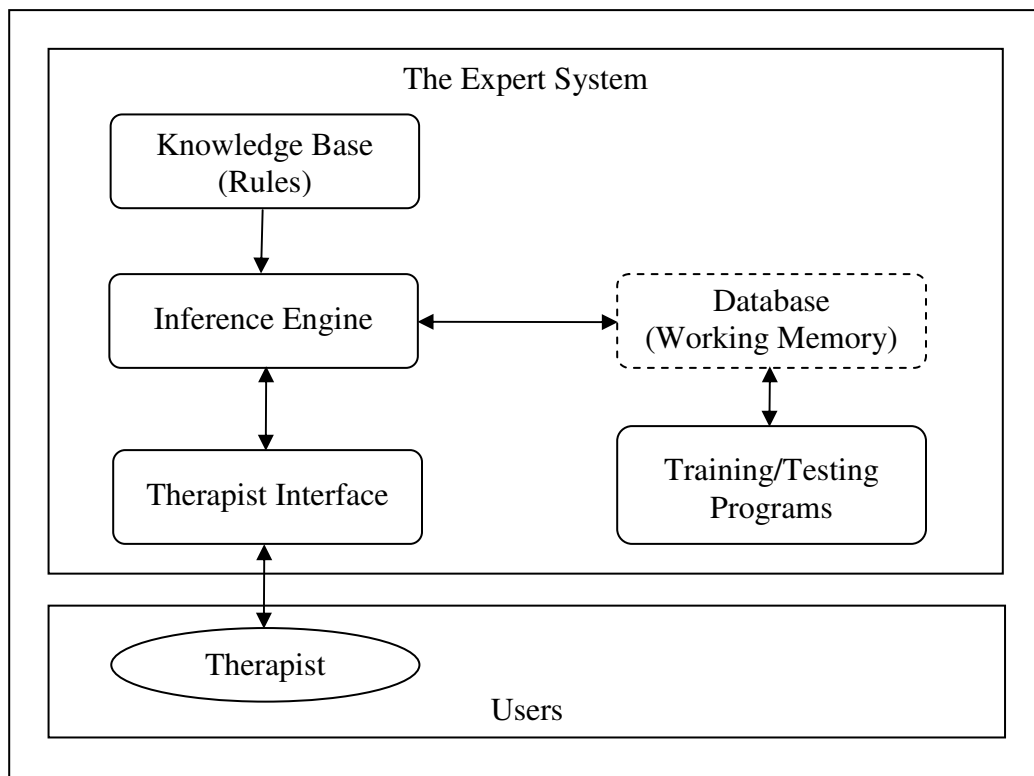 The Expert System
Knowledge Base
(Rules)
Inference Engine
Database
(Working Memory)
Therapist Interface
Training/Testing
Programs
Therapist
Users